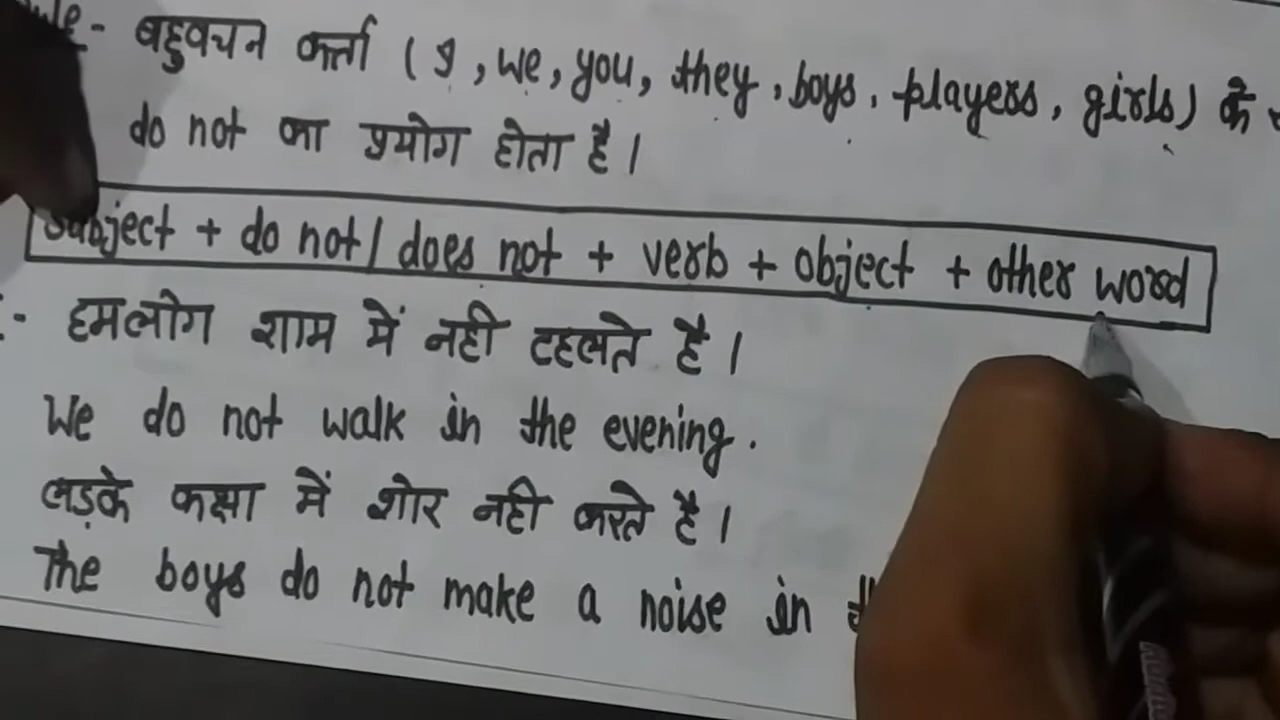 बहुवचन कर्त्ता ( I , we, you, they, boys, players, girls) के
do not का प्रयोग होता है।
subject + do not / does not + verb + object + other word
:- हमलोग शाम में नही टहलते है।
We do not walk in the evening.
लड़के कक्षा में शोर नही करते है।
The boys do not make a noise in